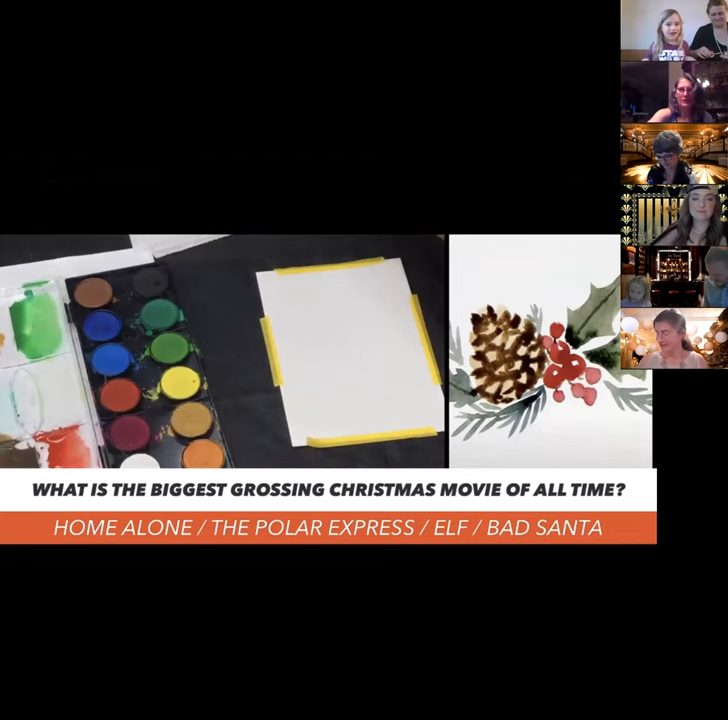 WHAT IS THE BIGGEST GROSSING CHRISTMAS MOVIE OF ALL TIME?
HOME ALONE / THE POLAR EXPRESS / ELF / BAD SANTA